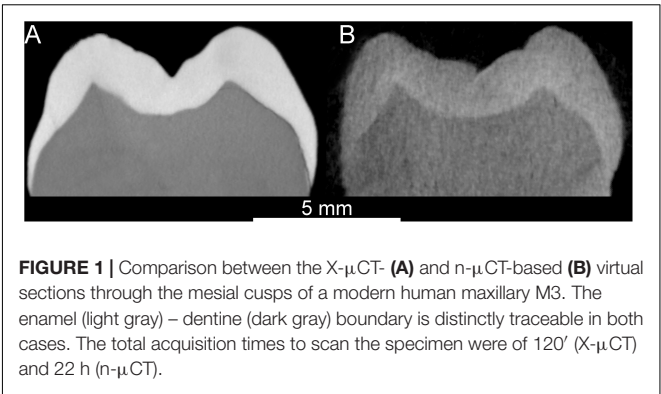 A
B
5 mm
FIGURE 1 | Comparison between the X-μCT- (A) and n-μCT-based (B) virtual
sections through the mesial cusps of a modern human maxillary M3. The
enamel (light gray) – dentine (dark gray) boundary is distinctly traceable in both
cases. The total acquisition times to scan the specimen were of 120′ (X-μCT)
and 22 h (n-μCT).